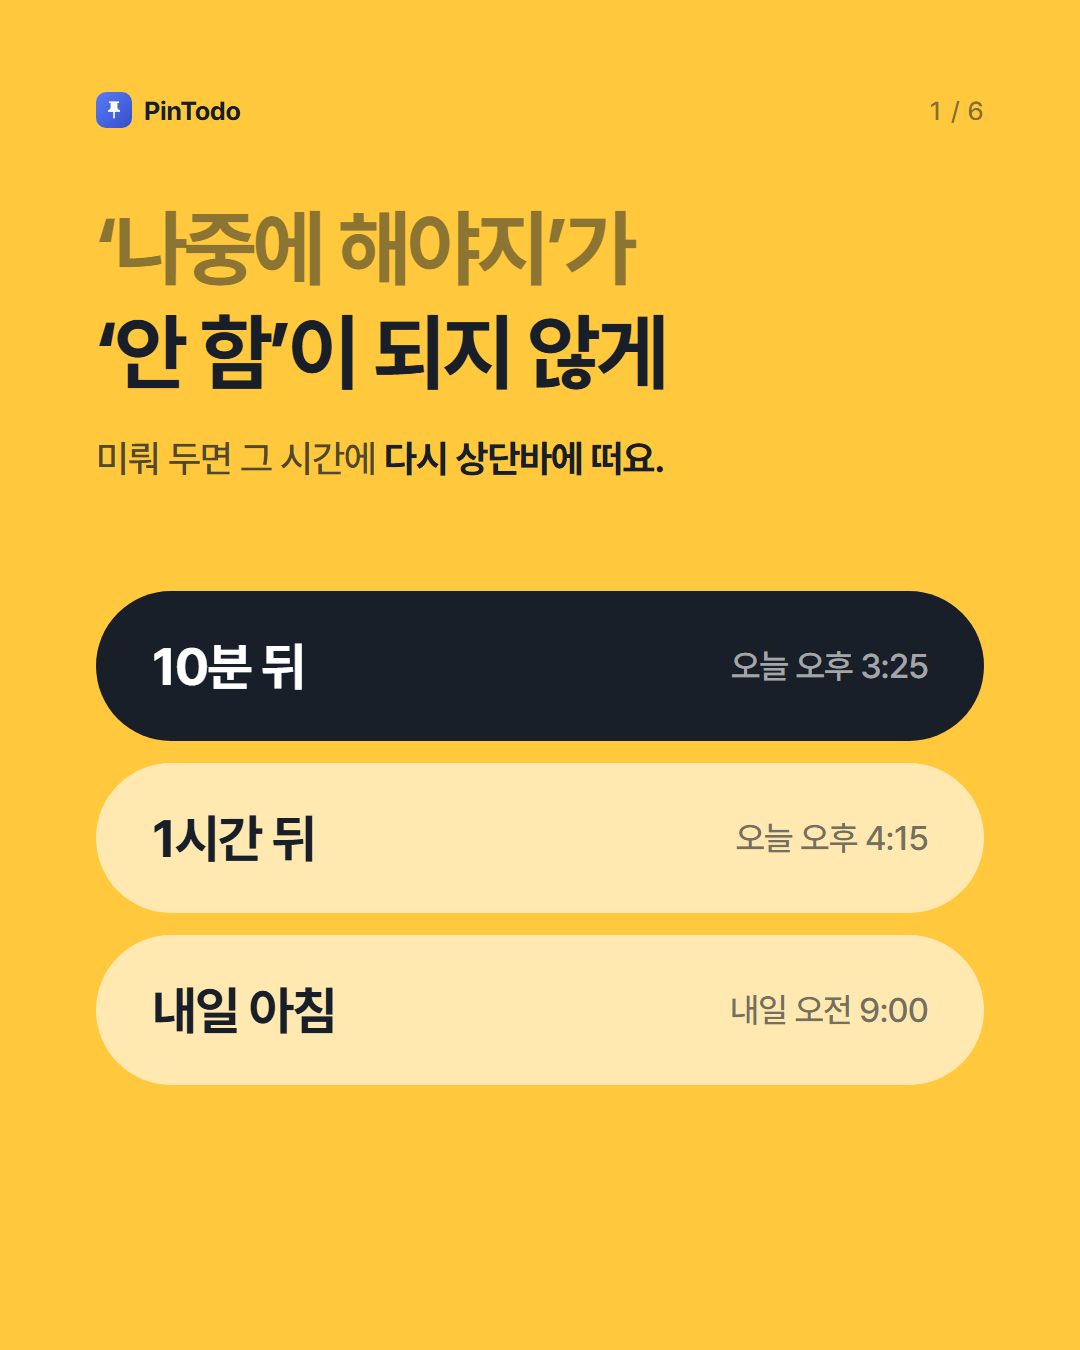 PinTodo
1 / 6
‘나중에 해야지’가
‘안 함’이 되지 않게
미뤄 두면 그 시간에 다시 상단바에 떠요.
10분 뒤
오늘 오후 3:25
1시간 뒤
오늘 오후 4:15
내일 아침
내일 오전 9:00